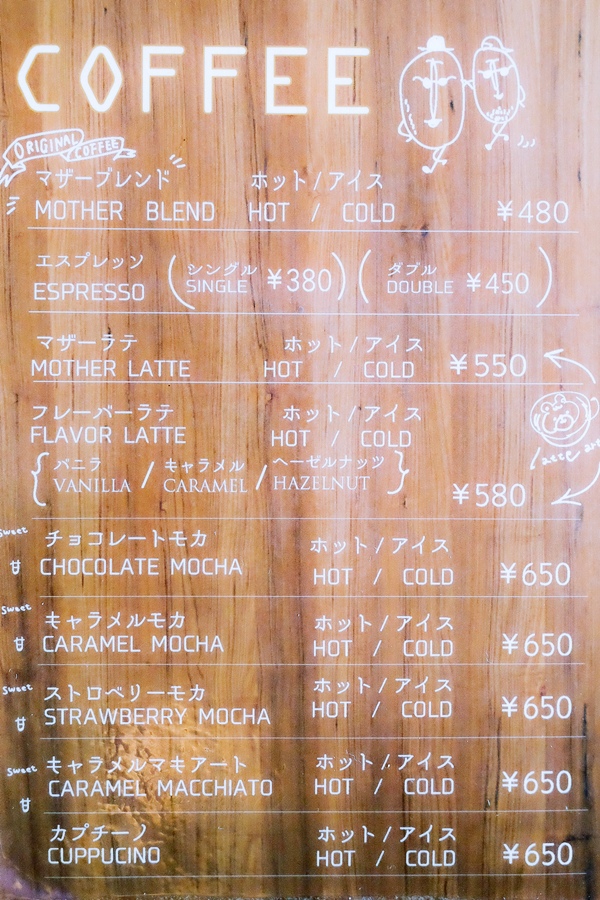 COFFEE
ORIGINAL COFFEE
マザーブレンド ホット/アイス
MOTHER BLEND HOT / COLD ¥480
エスプレッソ ( シングル ) ( ダブル )
ESPRESSO SINGLE ¥380 DOUBLE ¥450
マザーラテ ホット/アイス
MOTHER LATTE HOT / COLD ¥550
フレーバーラテ ホット/アイス
FLAVOR LATTE HOT / COLD
{ バニラ / キャラメル / ヘーゼルナッツ }
VANILLA CARAMEL HAZELNUT ¥580
latte art
Sweet チョコレートモカ ホット/アイス
CHOCOLATE MOCHA HOT / COLD ¥650
Sweet キャラメルモカ ホット/アイス
CARAMEL MOCHA HOT / COLD ¥650
Sweet ストロベリーモカ ホット/アイス
STRAWBERRY MOCHA HOT / COLD ¥650
Sweet キャラメルマキアート ホット/アイス
CARAMEL MACCHIATO HOT / COLD ¥650
カプチーノ ホット/アイス
CUPPUCINO HOT / COLD ¥650